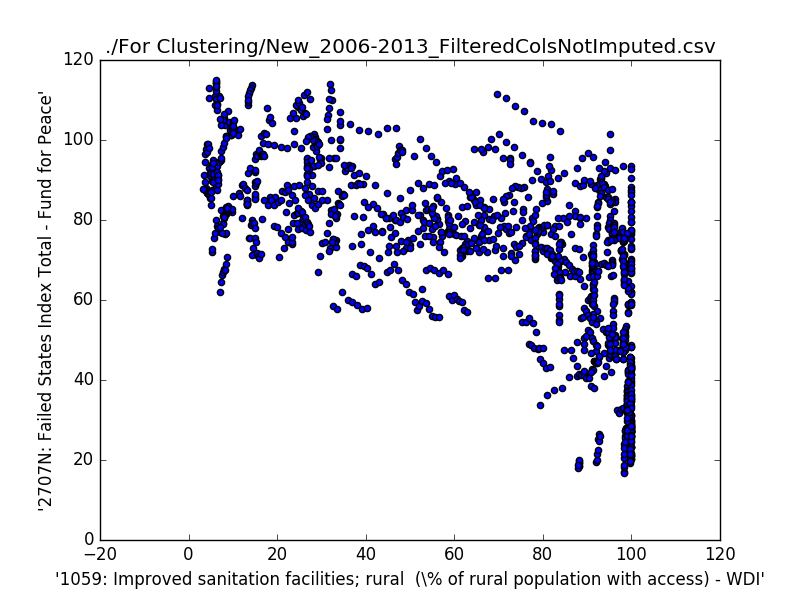 ./For Clustering/New_2006-2013_FilteredColsNotImputed.csv
120
100
80
60
40
20
0
'2707N: Failed States Index Total - Fund for Peace'
−20 0 20 40 60 80 100 120
'1059: Improved sanitation facilities; rural  (\% of rural population with access) - WDI'